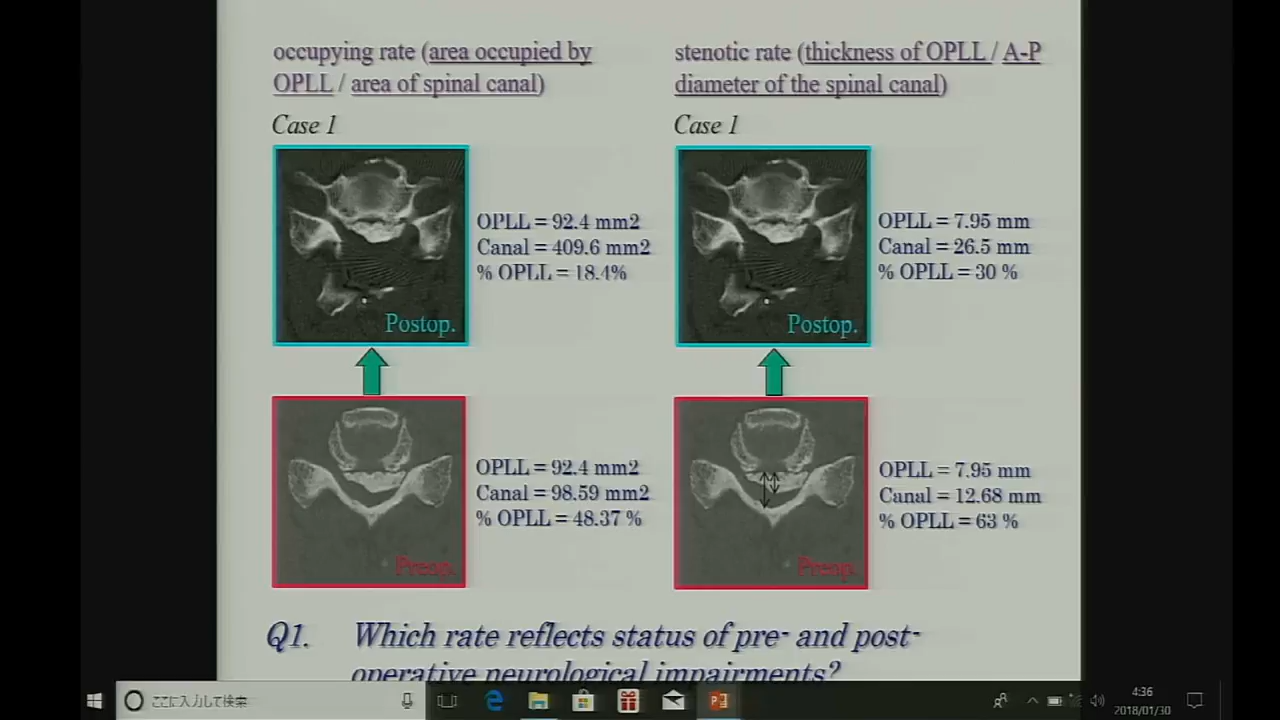 occupying rate (area occupied by
OPLL / area of spinal canal)
Case 1
OPLL = 92.4 mm2
Canal = 409.6 mm2
% OPLL = 18.4%
Postop.
OPLL = 92.4 mm2
Canal = 98.59 mm2
% OPLL = 48.37 %
Preop.
stenotic rate (thickness of OPLL / A-P
diameter of the spinal canal)
Case 1
OPLL = 7.95 mm
Canal = 26.5 mm
% OPLL = 30 %
Postop.
OPLL = 7.95 mm
Canal = 12.68 mm
% OPLL = 63 %
Preop.
Q1. Which rate reflects status of pre- and post-
operative neurological impairments?
ここに入力して検索
4:36
2018/01/30